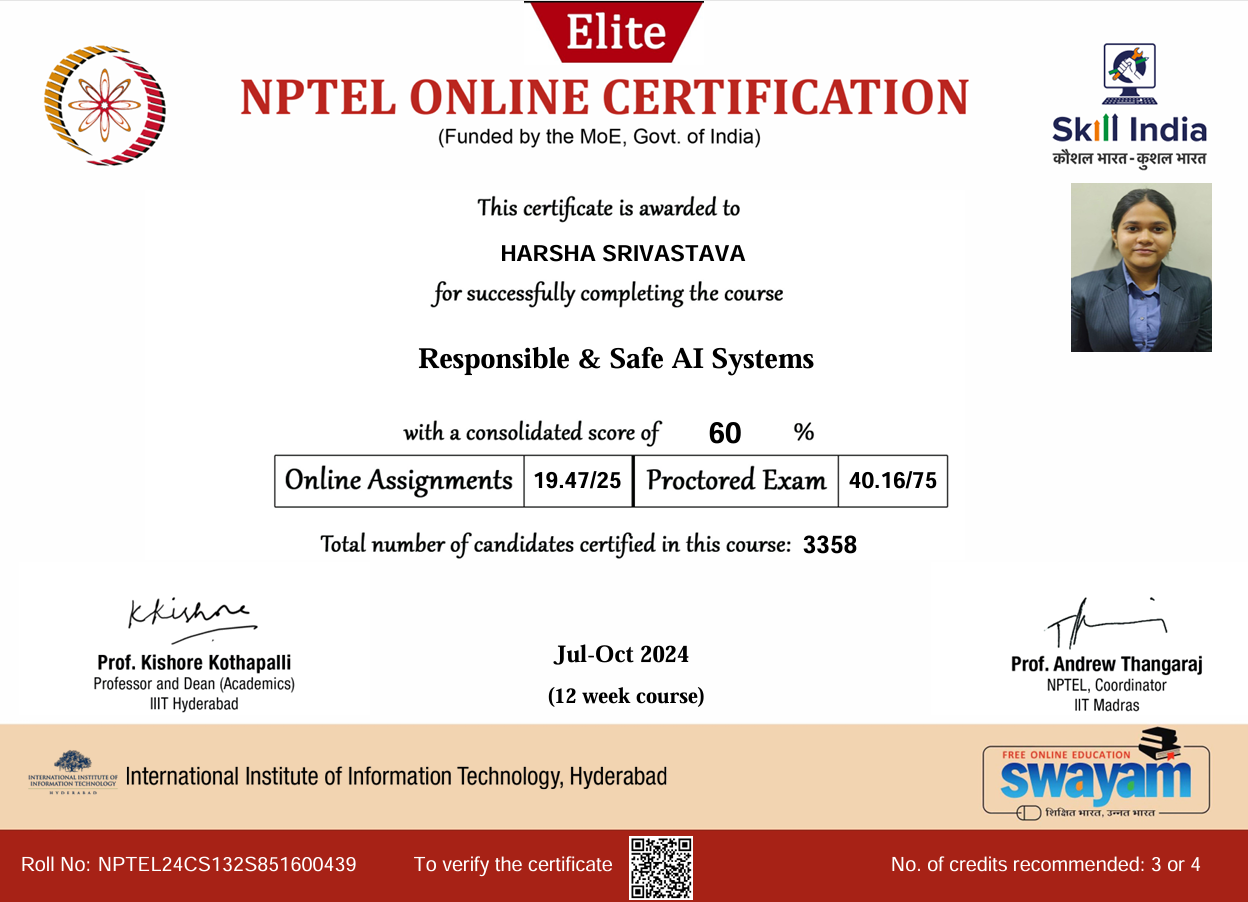 Elite
NPTEL ONLINE CERTIFICATION
(Funded by the MoE, Govt. of India)
Skill India
कौशल भारत - कुशल भारत
This certificate is awarded to
HARSHA SRIVASTAVA
for successfully completing the course
Responsible & Safe AI Systems
with a consolidated score of 60 %
Online Assignments 19.47/25 Proctored Exam 40.16/75
Total number of candidates certified in this course: 3358
KKishore
Prof. Kishore Kothapalli
Professor and Dean (Academics)
IIIT Hyderabad
Jul-Oct 2024
(12 week course)
Prof. Andrew Thangaraj
NPTEL, Coordinator
IIT Madras
INTERNATIONAL INSTITUTE OF
INFORMATION TECHNOLOGY
HYDERABAD
International Institute of Information Technology, Hyderabad
FREE ONLINE EDUCATION
swayam
शिक्षित भारत, उन्नत भारत
Roll No: NPTEL24CS132S851600439 To verify the certificate No. of credits recommended: 3 or 4